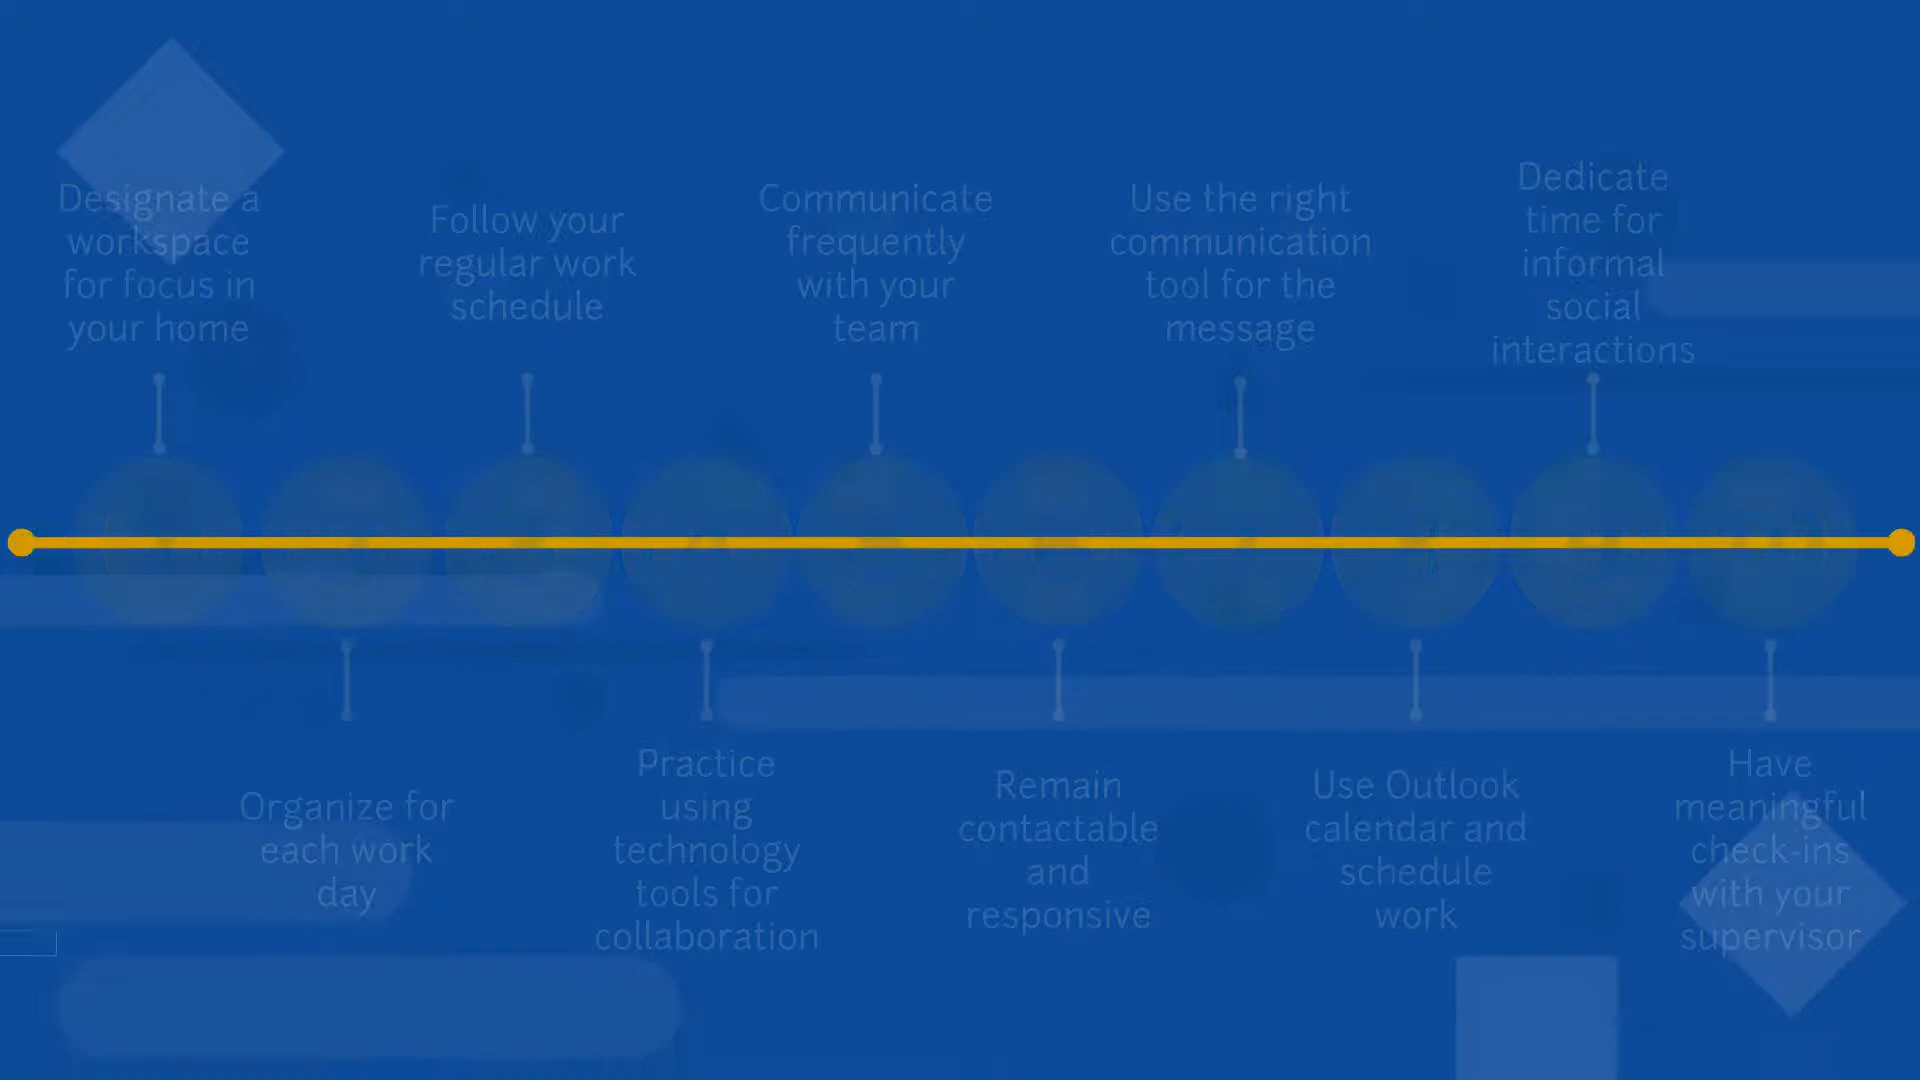 Designate a
workspace
for focus in
your home
Organize for
each work
day
Follow your
regular work
schedule
Practice
using
technology
tools for
collaboration
Communicate
frequently
with your
team
Remain
contactable
and
responsive
Use the right
communication
tool for the
message
Use Outlook
calendar and
schedule
work
Dedicate
time for
informal
social
interactions
Have
meaningful
check-ins
with your
supervisor